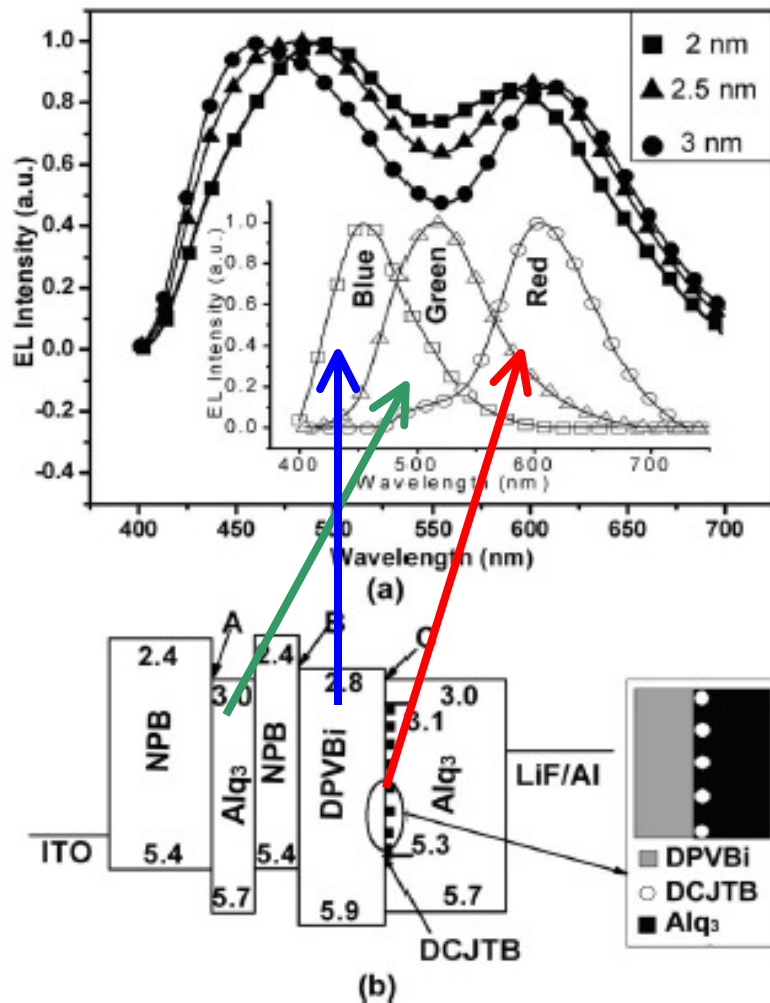 EL Intensity (a.u.)
1.0
0.8
0.6
0.4
0.2
0.0
-0.2
-0.4
2 nm
2.5 nm
3 nm
EL Intensity (a.u.)
1.0
0.8
0.6
0.4
0.2
0.0
Blue
Green
Red
400 500 600 700
Wavelength (nm)
400 450 500 550 600 650 700
Wavelength (nm)
(a)
A
B
C
2.4
NPB
5.4
ITO
3.0
Alq3
5.7
2.4
NPB
5.4
2.8
DPVBi
5.9
3.0
3.1
Alq3
5.3
5.7
DCJTB
LiF/Al
DPVBi
DCJTB
Alq3
(b)